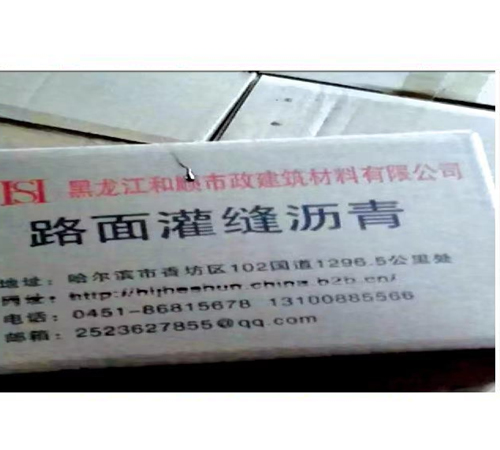 HSI 黑龙江和顺市政建筑材料有限公司
路面灌缝沥青
地址：哈尔滨市香坊区102国道1296.5公里处
网址：http://hljheshun.china.b2b.cn/
电话：0451-86815678 13100885566
邮箱：2523627855@qq.com